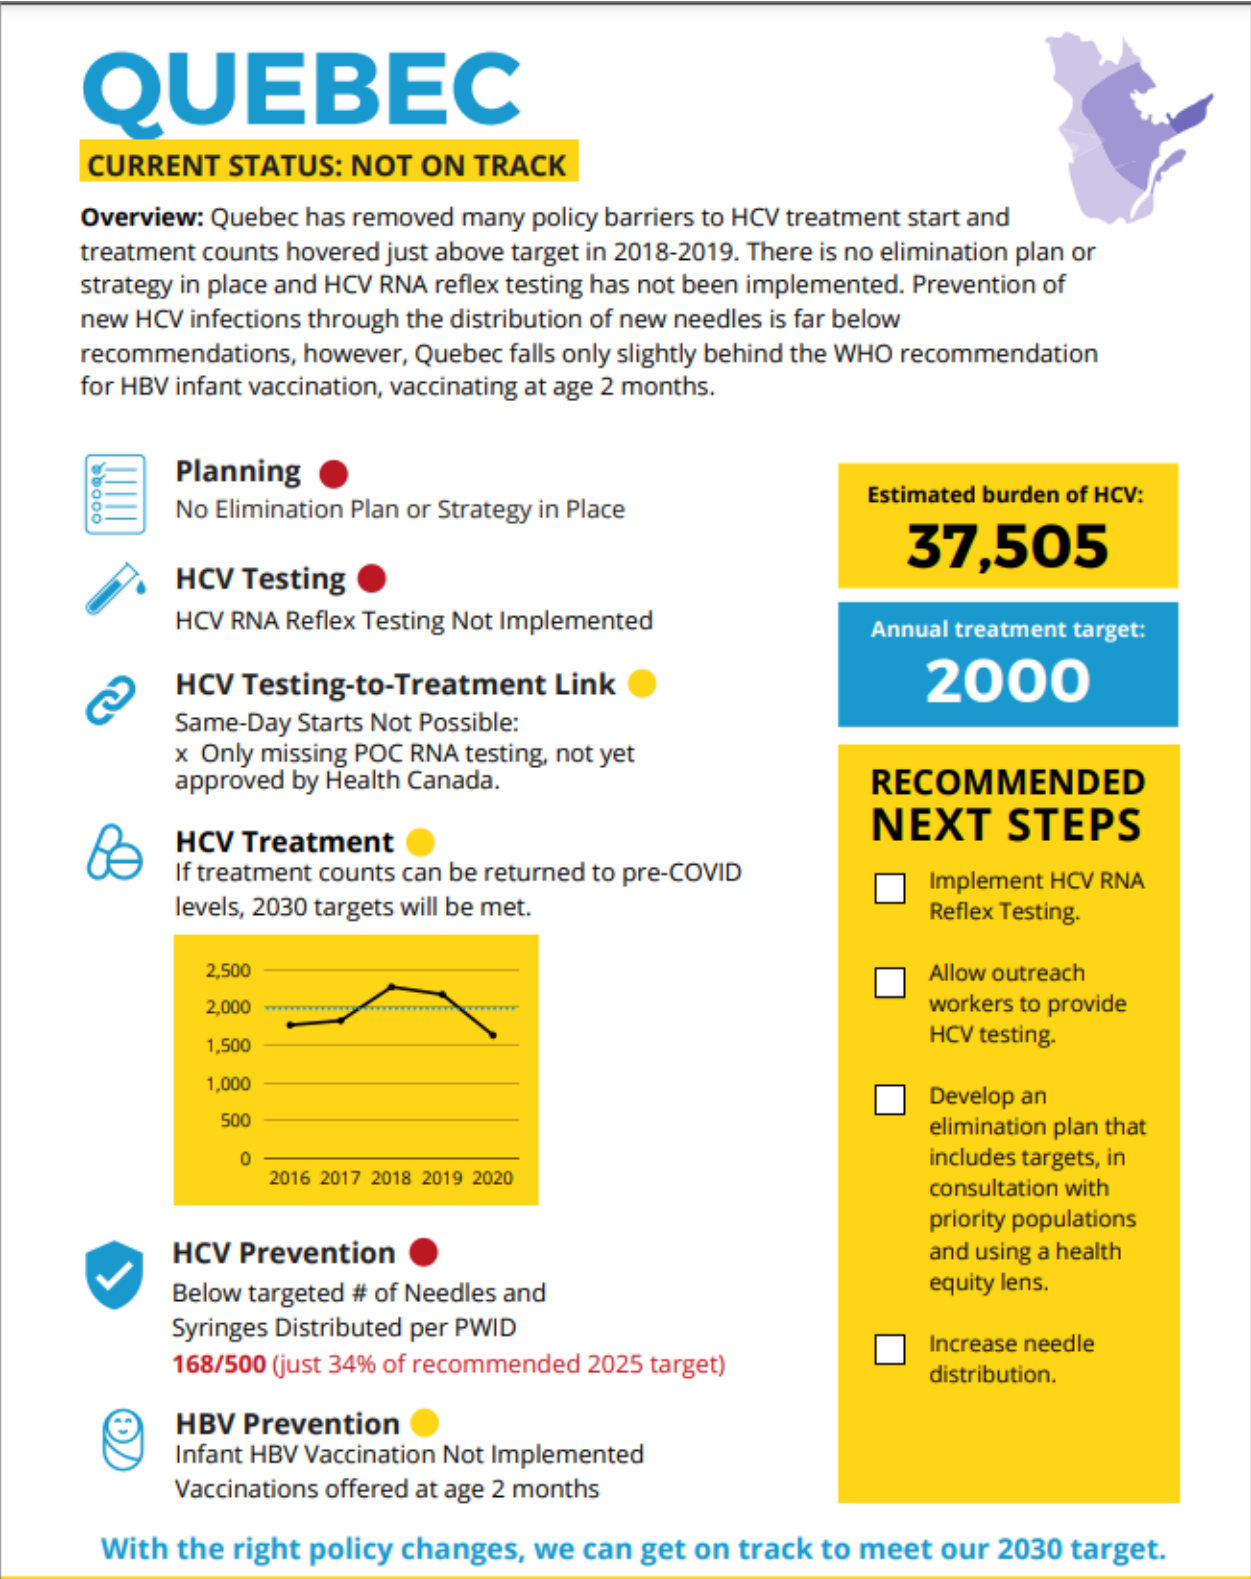 QUEBEC
CURRENT STATUS: NOT ON TRACK
Overview: Quebec has removed many policy barriers to HCV treatment start and
treatment counts hovered just above target in 2018-2019. There is no elimination plan or
strategy in place and HCV RNA reflex testing has not been implemented. Prevention of
new HCV infections through the distribution of new needles is far below
recommendations, however, Quebec falls only slightly behind the WHO recommendation
for HBV infant vaccination, vaccinating at age 2 months.
Planning
No Elimination Plan or Strategy in Place
HCV Testing
HCV RNA Reflex Testing Not Implemented
HCV Testing-to-Treatment Link
Same-Day Starts Not Possible:
x Only missing POC RNA testing, not yet
approved by Health Canada.
HCV Treatment
If treatment counts can be returned to pre-COVID
levels, 2030 targets will be met.
2,500
2,000
1,500
1,000
500
0
2016 2017 2018 2019 2020
HCV Prevention
Below targeted # of Needles and
Syringes Distributed per PWID
168/500 (just 34% of recommended 2025 target)
HBV Prevention
Infant HBV Vaccination Not Implemented
Vaccinations offered at age 2 months
Estimated burden of HCV:
37,505
Annual treatment target:
2000
RECOMMENDED
NEXT STEPS
Implement HCV RNA
Reflex Testing.
Allow outreach
workers to provide
HCV testing.
Develop an
elimination plan that
includes targets, in
consultation with
priority populations
and using a health
equity lens.
Increase needle
distribution.
With the right policy changes, we can get on track to meet our 2030 target.